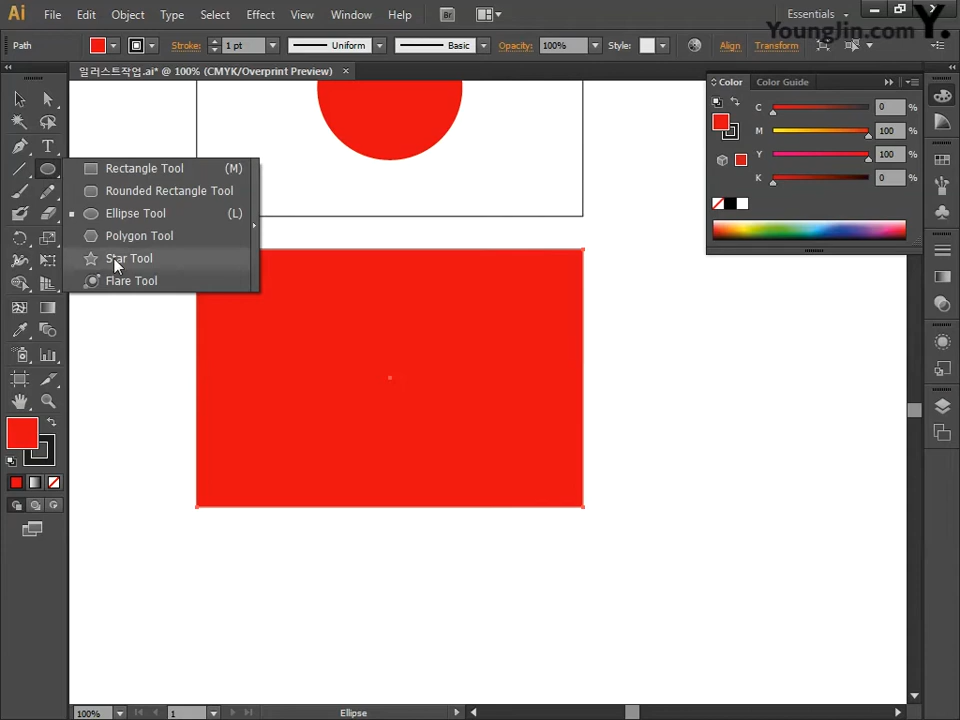 Ai File Edit Object Type Select Effect View Window Help Br Essentials
Younglin.com Y.
Path Stroke: 1 pt Uniform Basic Opacity: 100% Style: Align Transform
일러스트작업.ai* @ 100% (CMYK/Overprint Preview) ×
Color Color Guide
C 0 %
M 100 %
Y 100 %
K 0 %
Rectangle Tool (M)
Rounded Rectangle Tool
Ellipse Tool (L)
Polygon Tool
Star Tool
Flare Tool
100% 1 Ellipse